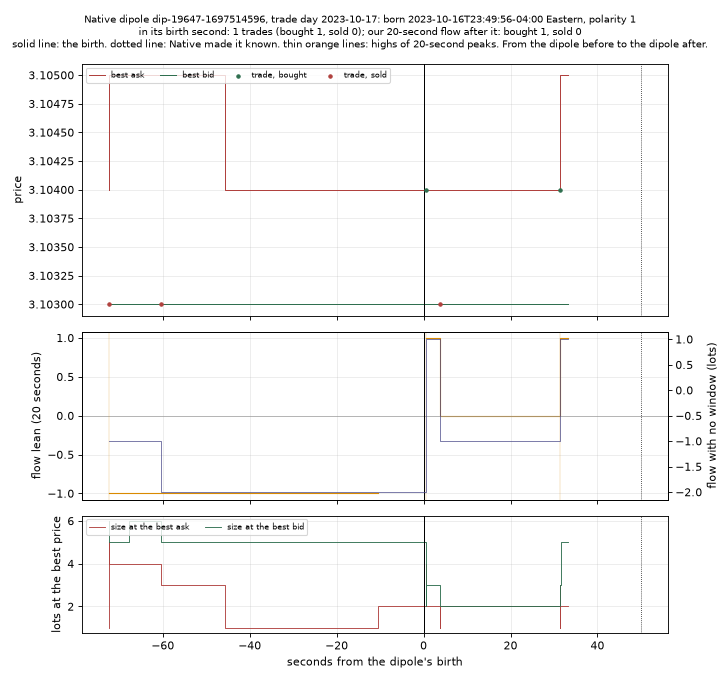 Native dipole dip-19647-1697514596, trade day 2023-10-17: born 2023-10-16T23:49:56-04:00 Eastern, polarity 1
in its birth second: 1 trades (bought 1, sold 0); our 20-second flow after it: bought 1, sold 0
solid line: the birth. dotted line: Native made it known. thin orange lines: highs of 20-second peaks. From the dipole before to the dipole after.
best ask
best bid
trade, bought
trade, sold
3.10500
3.10475
3.10450
3.10425
3.10400
3.10375
3.10350
3.10325
3.10300
price
1.0
0.5
0.0
−0.5
−1.0
flow lean (20 seconds)
1.0
0.5
0.0
−0.5
−1.0
−1.5
−2.0
flow with no window (lots)
size at the best ask
size at the best bid
6
4
2
lots at the best price
−60
−40
−20
0
20
40
seconds from the dipole's birth